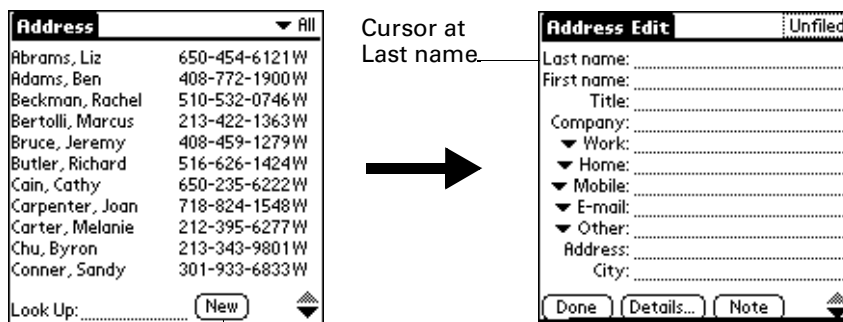 Address All
Abrams, Liz 650-454-6121W
Adams, Ben 408-772-1900W
Beckman, Rachel 510-532-0746W
Bertolli, Marcus 213-422-1363W
Bruce, Jeremy 408-459-1279W
Butler, Richard 516-626-1424W
Cain, Cathy 650-235-6222W
Carpenter, Joan 718-824-1548W
Carter, Melanie 212-395-6277W
Chu, Byron 213-343-9801W
Conner, Sandy 301-933-6833W
Look Up: New
Cursor at
Last name
Address Edit Unfiled
Last name:
First name:
Title:
Company:
Work:
Home:
Mobile:
E-mail:
Other:
Address:
City:
Done Details... Note